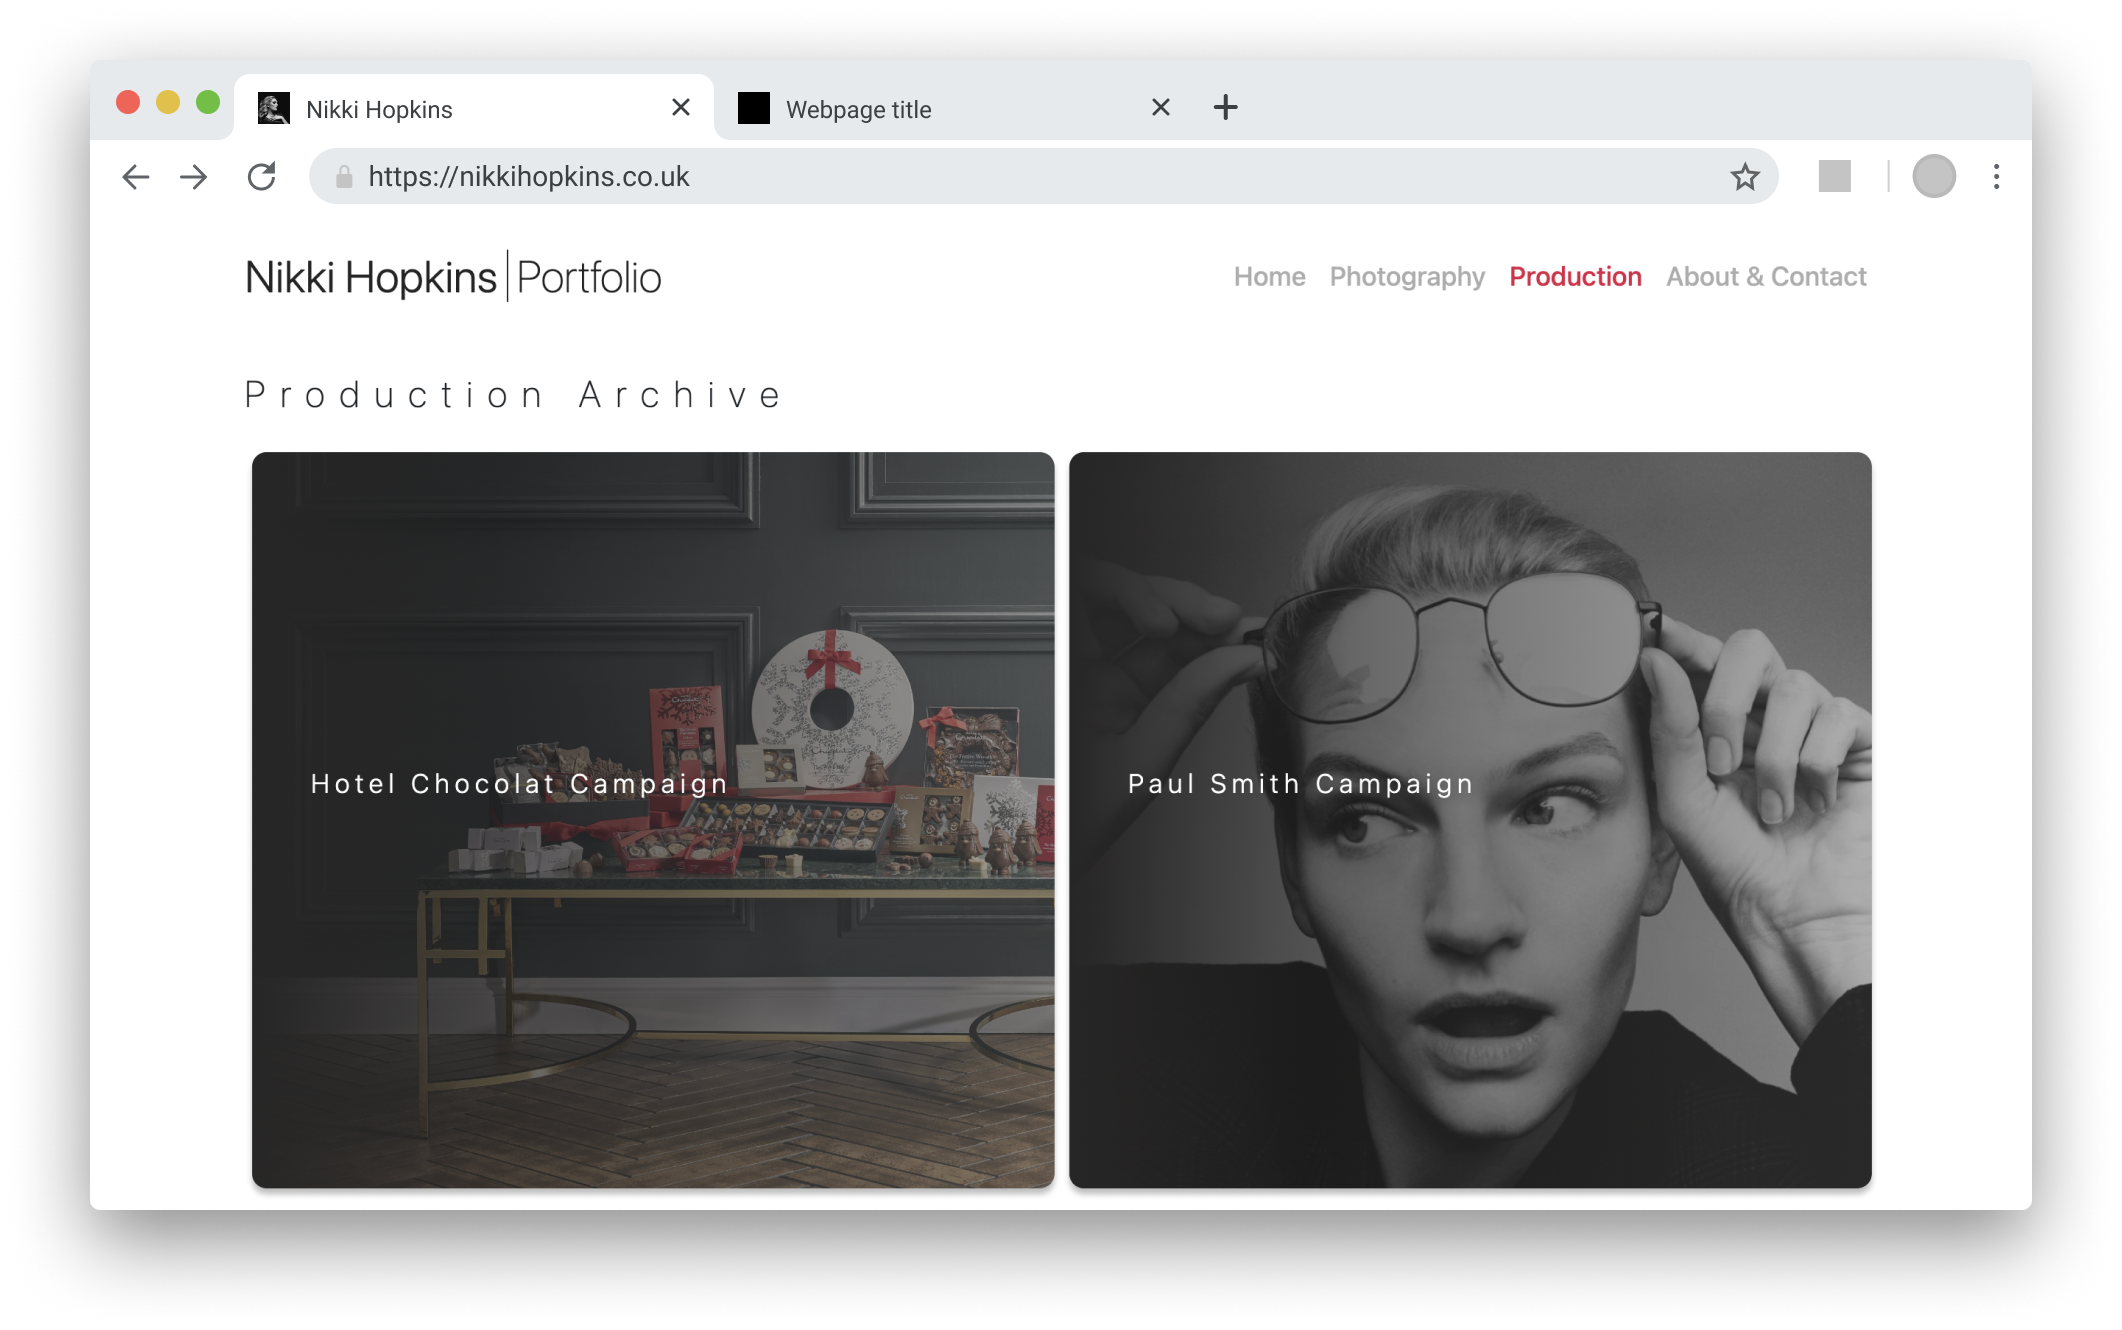 Nikki Hopkins
Webpage title
https://nikkihopkins.co.uk
Nikki Hopkins | Portfolio
Home Photography Production About & Contact
Production Archive
Hotel Chocolat Campaign
Paul Smith Campaign